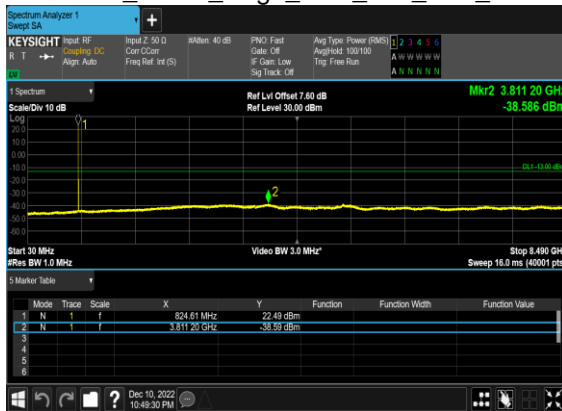 Spectrum Analyzer 1
Swept SA
+
KEYSIGHT Input: RF Input Z: 50 Ω #Atten: 40 dB PNO: Fast Avg Type: Power (RMS) 1 2 3 4 5 6
R T Coupling: DC Corr CCorr Gate: Off Avg|Hold: 100/100 A W W W W W
Align: Auto Freq Ref: Int (S) IF Gain: Low Trig: Free Run
Sig Track: Off A N N N N N
1 Spectrum Ref Lvl Offset 7.60 dB Mkr2 3.811 20 GHz
Scale/Div 10 dB Ref Level 30.00 dBm -38.586 dBm
Log
20.0
10.0
0.00
-10.0
DL1 -13.00 dBm
-20.0
-30.0
-40.0
-50.0
-60.0
1
2
Start 30 MHz Video BW 3.0 MHz* Stop 8.490 GHz
#Res BW 1.0 MHz Sweep 16.0 ms (40001 pts)
5 Marker Table
Mode Trace Scale X Y Function Function Width Function Value
1 N 1 f 824.61 MHz 22.49 dBm
2 N 1 f 3.811 20 GHz -38.59 dBm
3
4
5
6
? Dec 10, 2022
10:49:30 PM